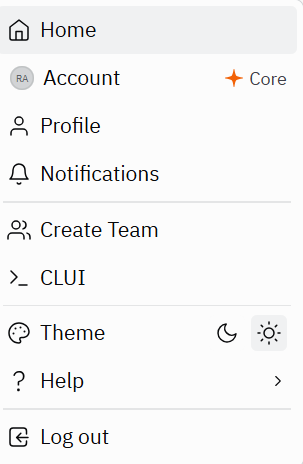 Home
RA Account Core
Profile
Notifications
Create Team
CLUI
Theme
Help
Log out